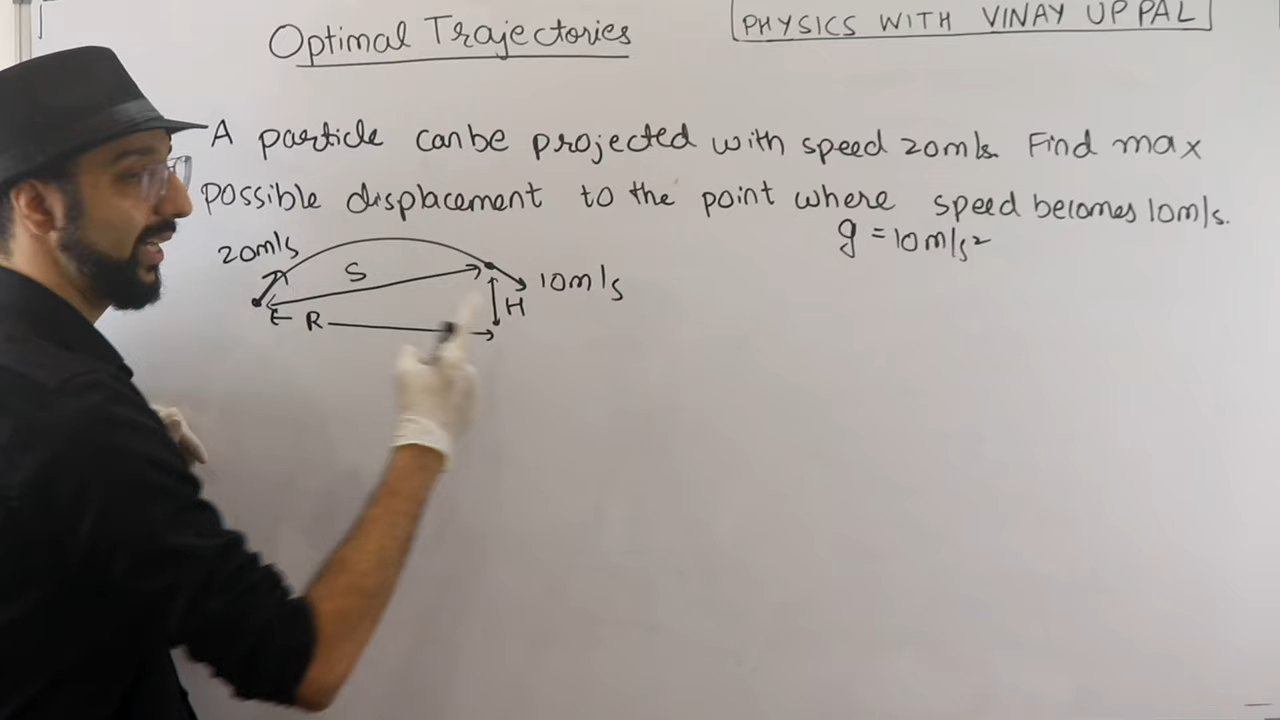 Optimal Trajectories
PHYSICS WITH VINAY UPPAL
A particle canbe projected with speed 20m/s. Find max
possible displacement to the point where speed becomes 10m/s.
g = 10m/s²
20m/s
S
10m/s
H
R